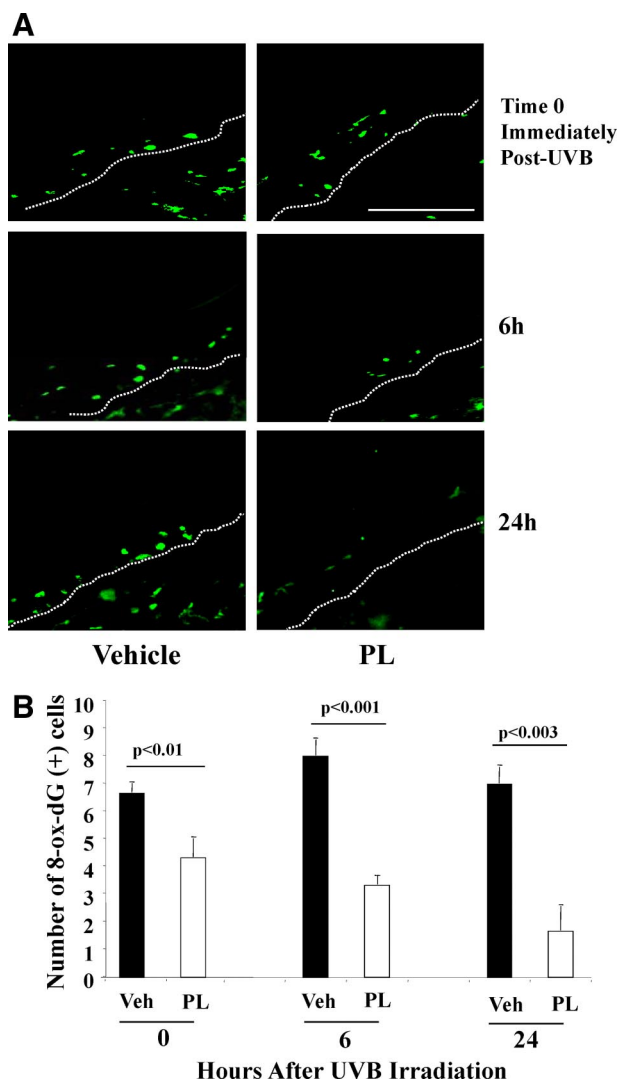 A
Time 0
Immediately
Post-UVB
6h
24h
Vehicle
PL
B
Number of 8-ox-dG (+) cells
10
9
8
7
6
5
4
3
2
1
0
p<0.01
p<0.001
p<0.003
Veh PL Veh PL Veh PL
0 6 24
Hours After UVB Irradiation